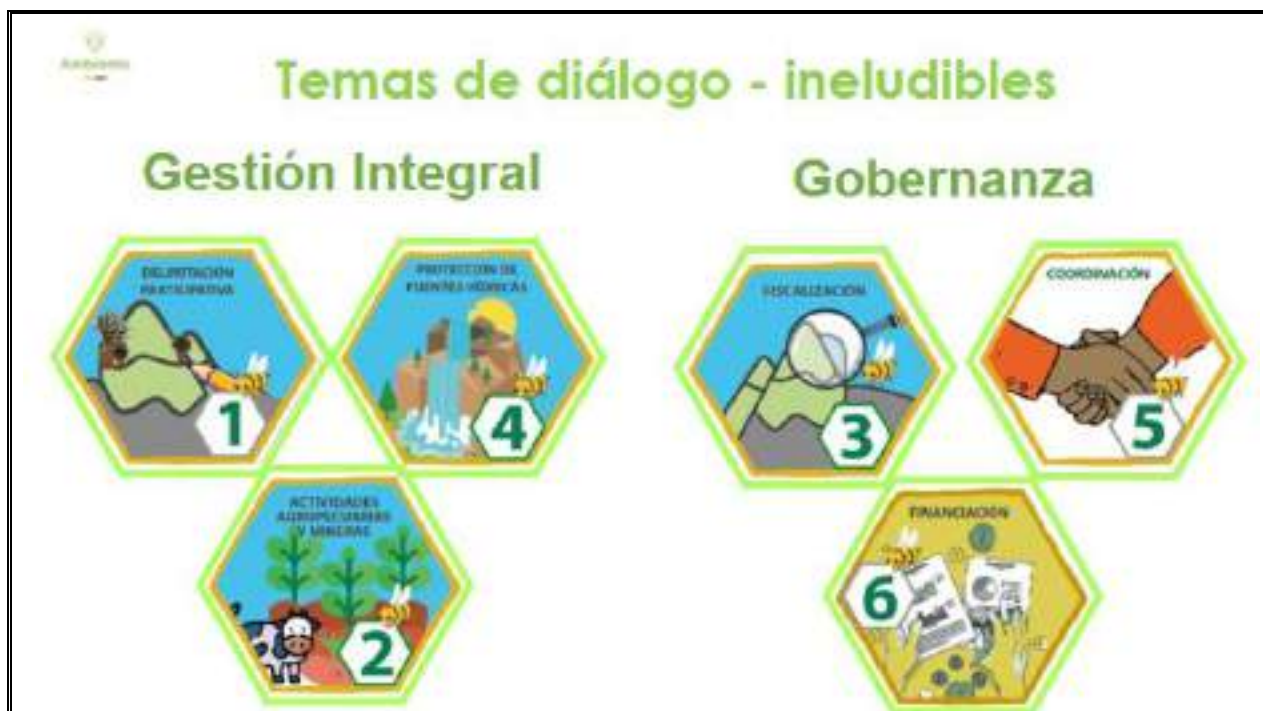 Ambiente
Temas de diálogo - ineludibles
Gestión Integral
Gobernanza
DELIMITACIÓN
PARTICIPATIVA
1
PROTECCIÓN DE
FUENTES HÍDRICAS
4
ACTIVIDADES
AGROPECUARIAS
Y MINERAS
2
FISCALIZACIÓN
3
COORDINACIÓN
5
FINANCIACIÓN
6